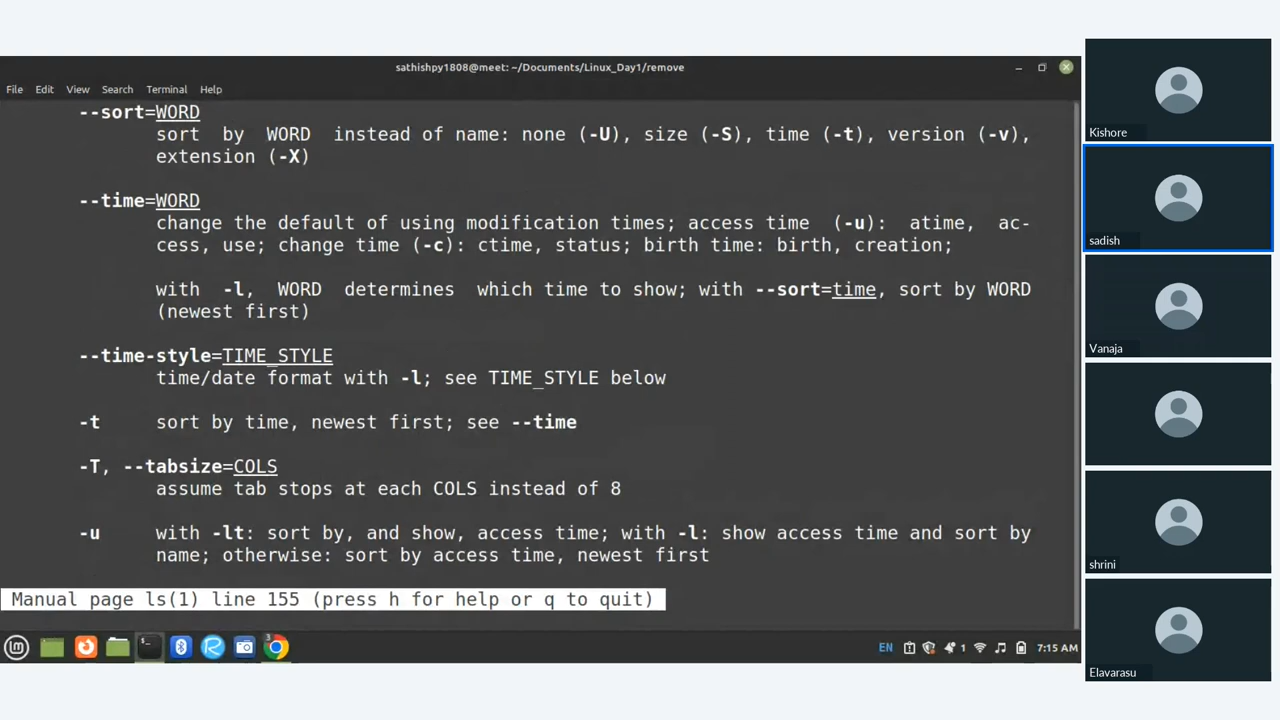 sathishpy1808@meet: ~/Documents/Linux_Day1/remove
File Edit View Search Terminal Help
--sort=WORD
sort by WORD instead of name: none (-U), size (-S), time (-t), version (-v),
extension (-X)
--time=WORD
change the default of using modification times; access time (-u): atime, ac-
cess, use; change time (-c): ctime, status; birth time: birth, creation;
with -l, WORD determines which time to show; with --sort=time, sort by WORD
(newest first)
--time-style=TIME_STYLE
time/date format with -l; see TIME_STYLE below
-t sort by time, newest first; see --time
-T, --tabsize=COLS
assume tab stops at each COLS instead of 8
-u with -lt: sort by, and show, access time; with -l: show access time and sort by
name; otherwise: sort by access time, newest first
Manual page ls(1) line 155 (press h for help or q to quit)
3
EN 1 7:15 AM
Kishore
sadish
Vanaja
shrini
Elavarasu